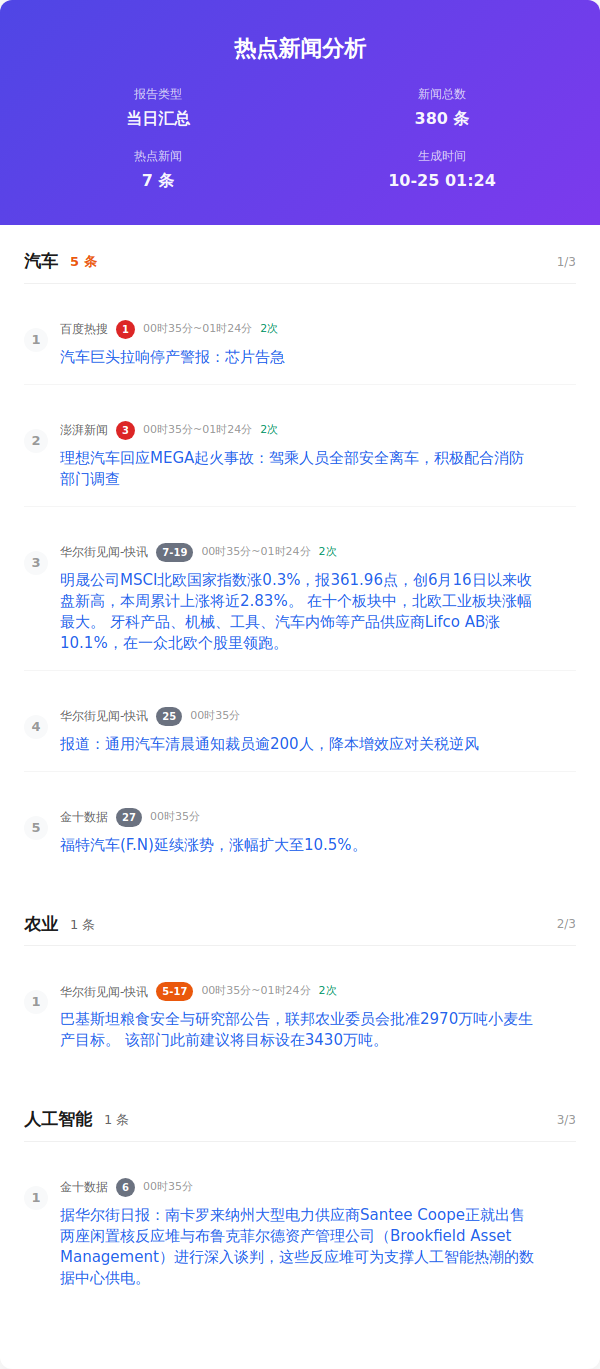 热点新闻分析
报告类型
新闻总数
当日汇总
380 条
热点新闻
生成时间
7 条
10-25 01:24
汽车 5 条 1/3
1 百度热搜 1 00时35分~01时24分 2次
汽车巨头拉响停产警报：芯片告急
2 澎湃新闻 3 00时35分~01时24分 2次
理想汽车回应MEGA起火事故：驾乘人员全部安全离车，积极配合消防
部门调查
3 华尔街见闻-快讯 7-19 00时35分~01时24分 2次
明晟公司MSCI北欧国家指数涨0.3%，报361.96点，创6月16日以来收
盘新高，本周累计上涨将近2.83%。 在十个板块中，北欧工业板块涨幅
最大。 牙科产品、机械、工具、汽车内饰等产品供应商Lifco AB涨
10.1%，在一众北欧个股里领跑。
4 华尔街见闻-快讯 25 00时35分
报道：通用汽车清晨通知裁员逾200人，降本增效应对关税逆风
5 金十数据 27 00时35分
福特汽车(F.N)延续涨势，涨幅扩大至10.5%。
农业 1 条 2/3
1 华尔街见闻-快讯 5-17 00时35分~01时24分 2次
巴基斯坦粮食安全与研究部公告，联邦农业委员会批准2970万吨小麦生
产目标。 该部门此前建议将目标设在3430万吨。
人工智能 1 条 3/3
1 金十数据 6 00时35分
据华尔街日报：南卡罗来纳州大型电力供应商Santee Coope正就出售
两座闲置核反应堆与布鲁克菲尔德资产管理公司（Brookfield Asset
Management）进行深入谈判，这些反应堆可为支撑人工智能热潮的数
据中心供电。